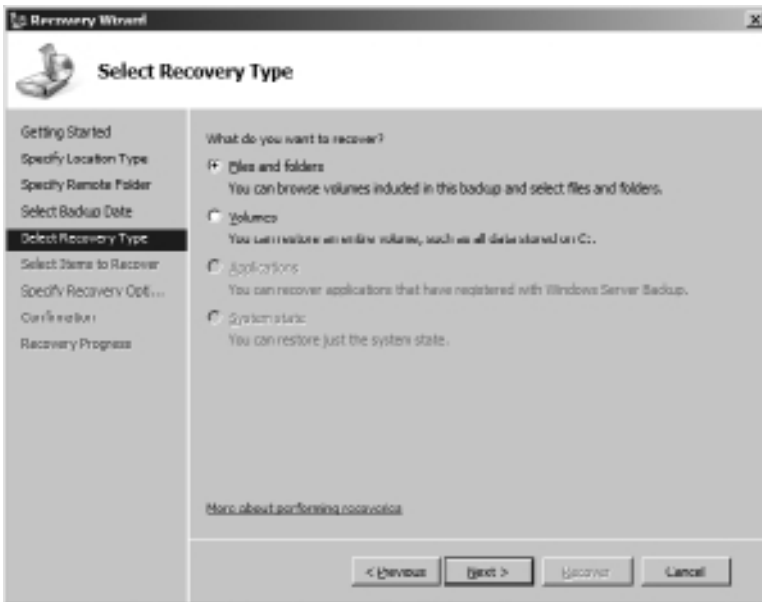 Recovery Wizard
Select Recovery Type
Getting Started
Specify Location Type
Specify Remote Folder
Select Backup Date
Select Recovery Type
Select Items to Recover
Specify Recovery Opt...
Confirmation
Recovery Progress
What do you want to recover?
Files and folders
You can browse volumes included in this backup and select files and folders.
Volumes
You can restore an entire volume, such as all data stored on C:.
Applications
You can recover applications that have registered with Windows Server Backup.
System state
You can restore just the system state.
More about performing recoveries
< Previous
Next >
Recover
Cancel